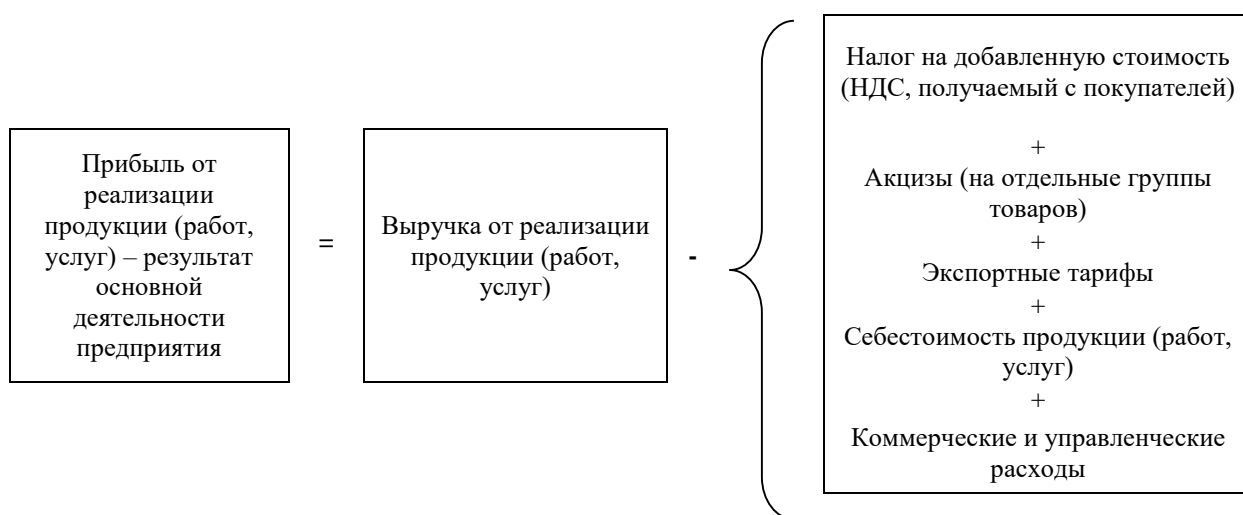 Прибыль от
реализации
продукции (работ,
услуг) – результат
основной
деятельности
предприятия
=
Выручка от реализации
продукции (работ,
услуг)
-
Налог на добавленную стоимость
(НДС, получаемый с покупателей)
+
Акцизы (на отдельные группы
товаров)
+
Экспортные тарифы
+
Себестоимость продукции (работ,
услуг)
+
Коммерческие и управленческие
расходы